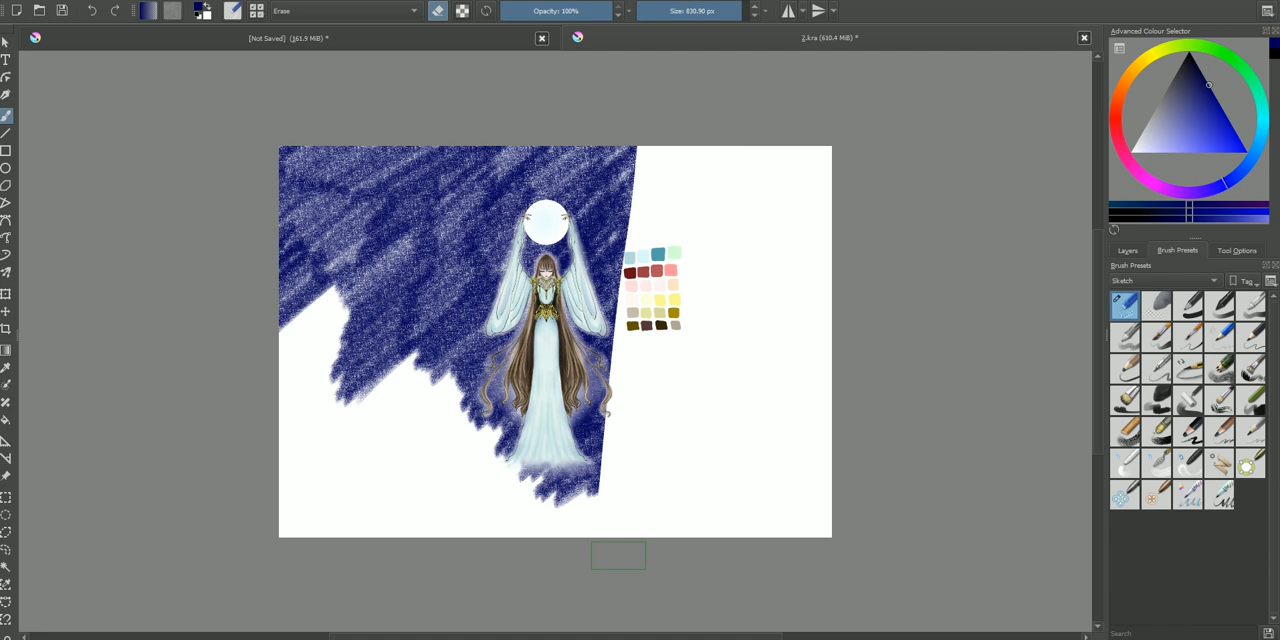 Erase
Opacity: 100%
Size: 830.90 px
[Not Saved] (161.9 MiB) *
2.kra (610.4 MiB) *
Advanced Colour Selector
Layers
Brush Presets
Tool Options
Brush Presets
Sketch
Tag
Search